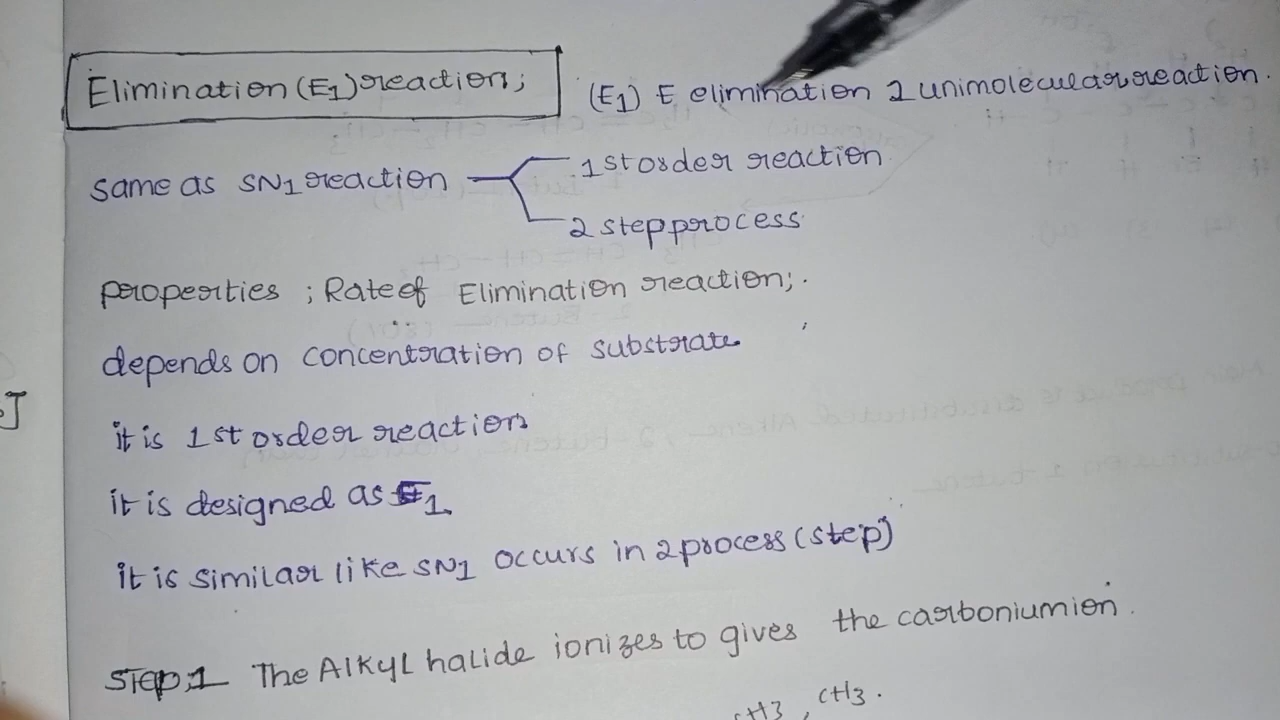 Elimination (E1) reaction; (E1) E elimination 1 unimolecular reaction.
same as SN1 reaction
1st order reaction
2 step process
properties ; Rate of Elimination reaction;.
depends on concentration of substrate
it is 1st order reaction
it is designed as E1.
it is similar like SN1 occurs in 2 process (step)
STEP:1 The Alkyl halide ionizes to gives the carboniumion.
CH3, CH3.